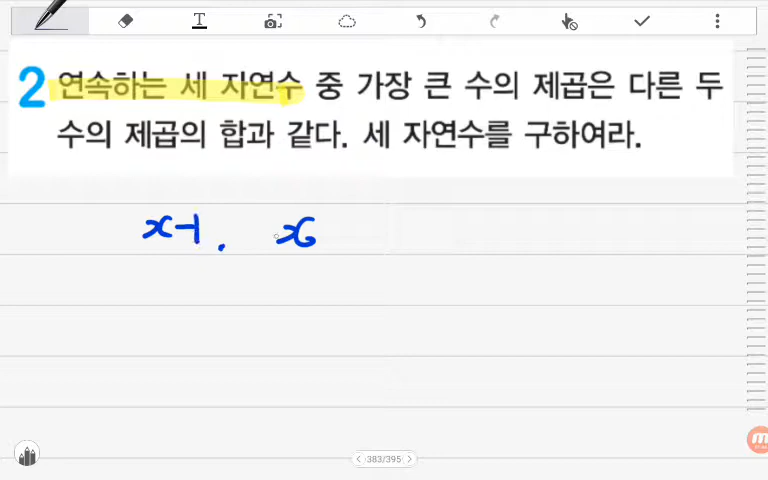 T
2 연속하는 세 자연수 중 가장 큰 수의 제곱은 다른 두
수의 제곱의 합과 같다. 세 자연수를 구하여라.
x-1, x
383/395